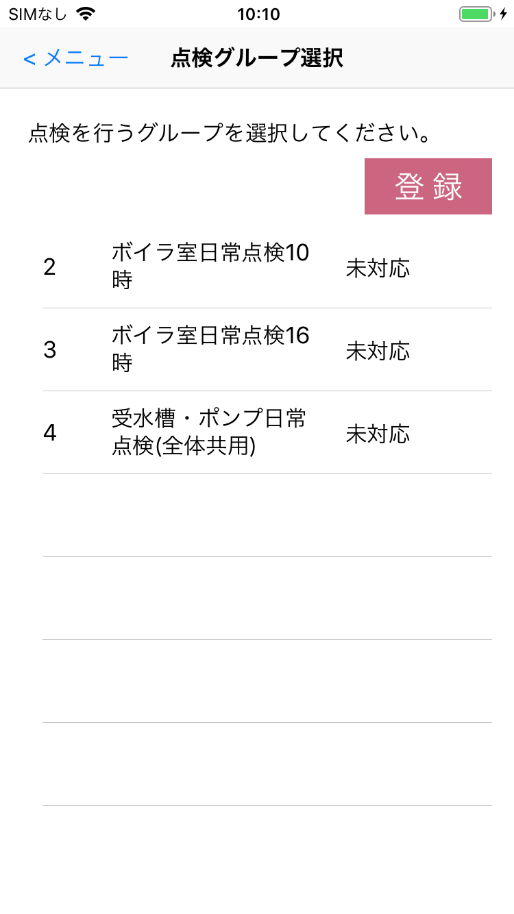 SIMなし 10:10
< メニュー 点検グループ選択
点検を行うグループを選択してください。
登 録
2 ボイラ室日常点検10
時 未対応
3 ボイラ室日常点検16
時 未対応
4 受水槽・ポンプ日常
点検(全体共用) 未対応